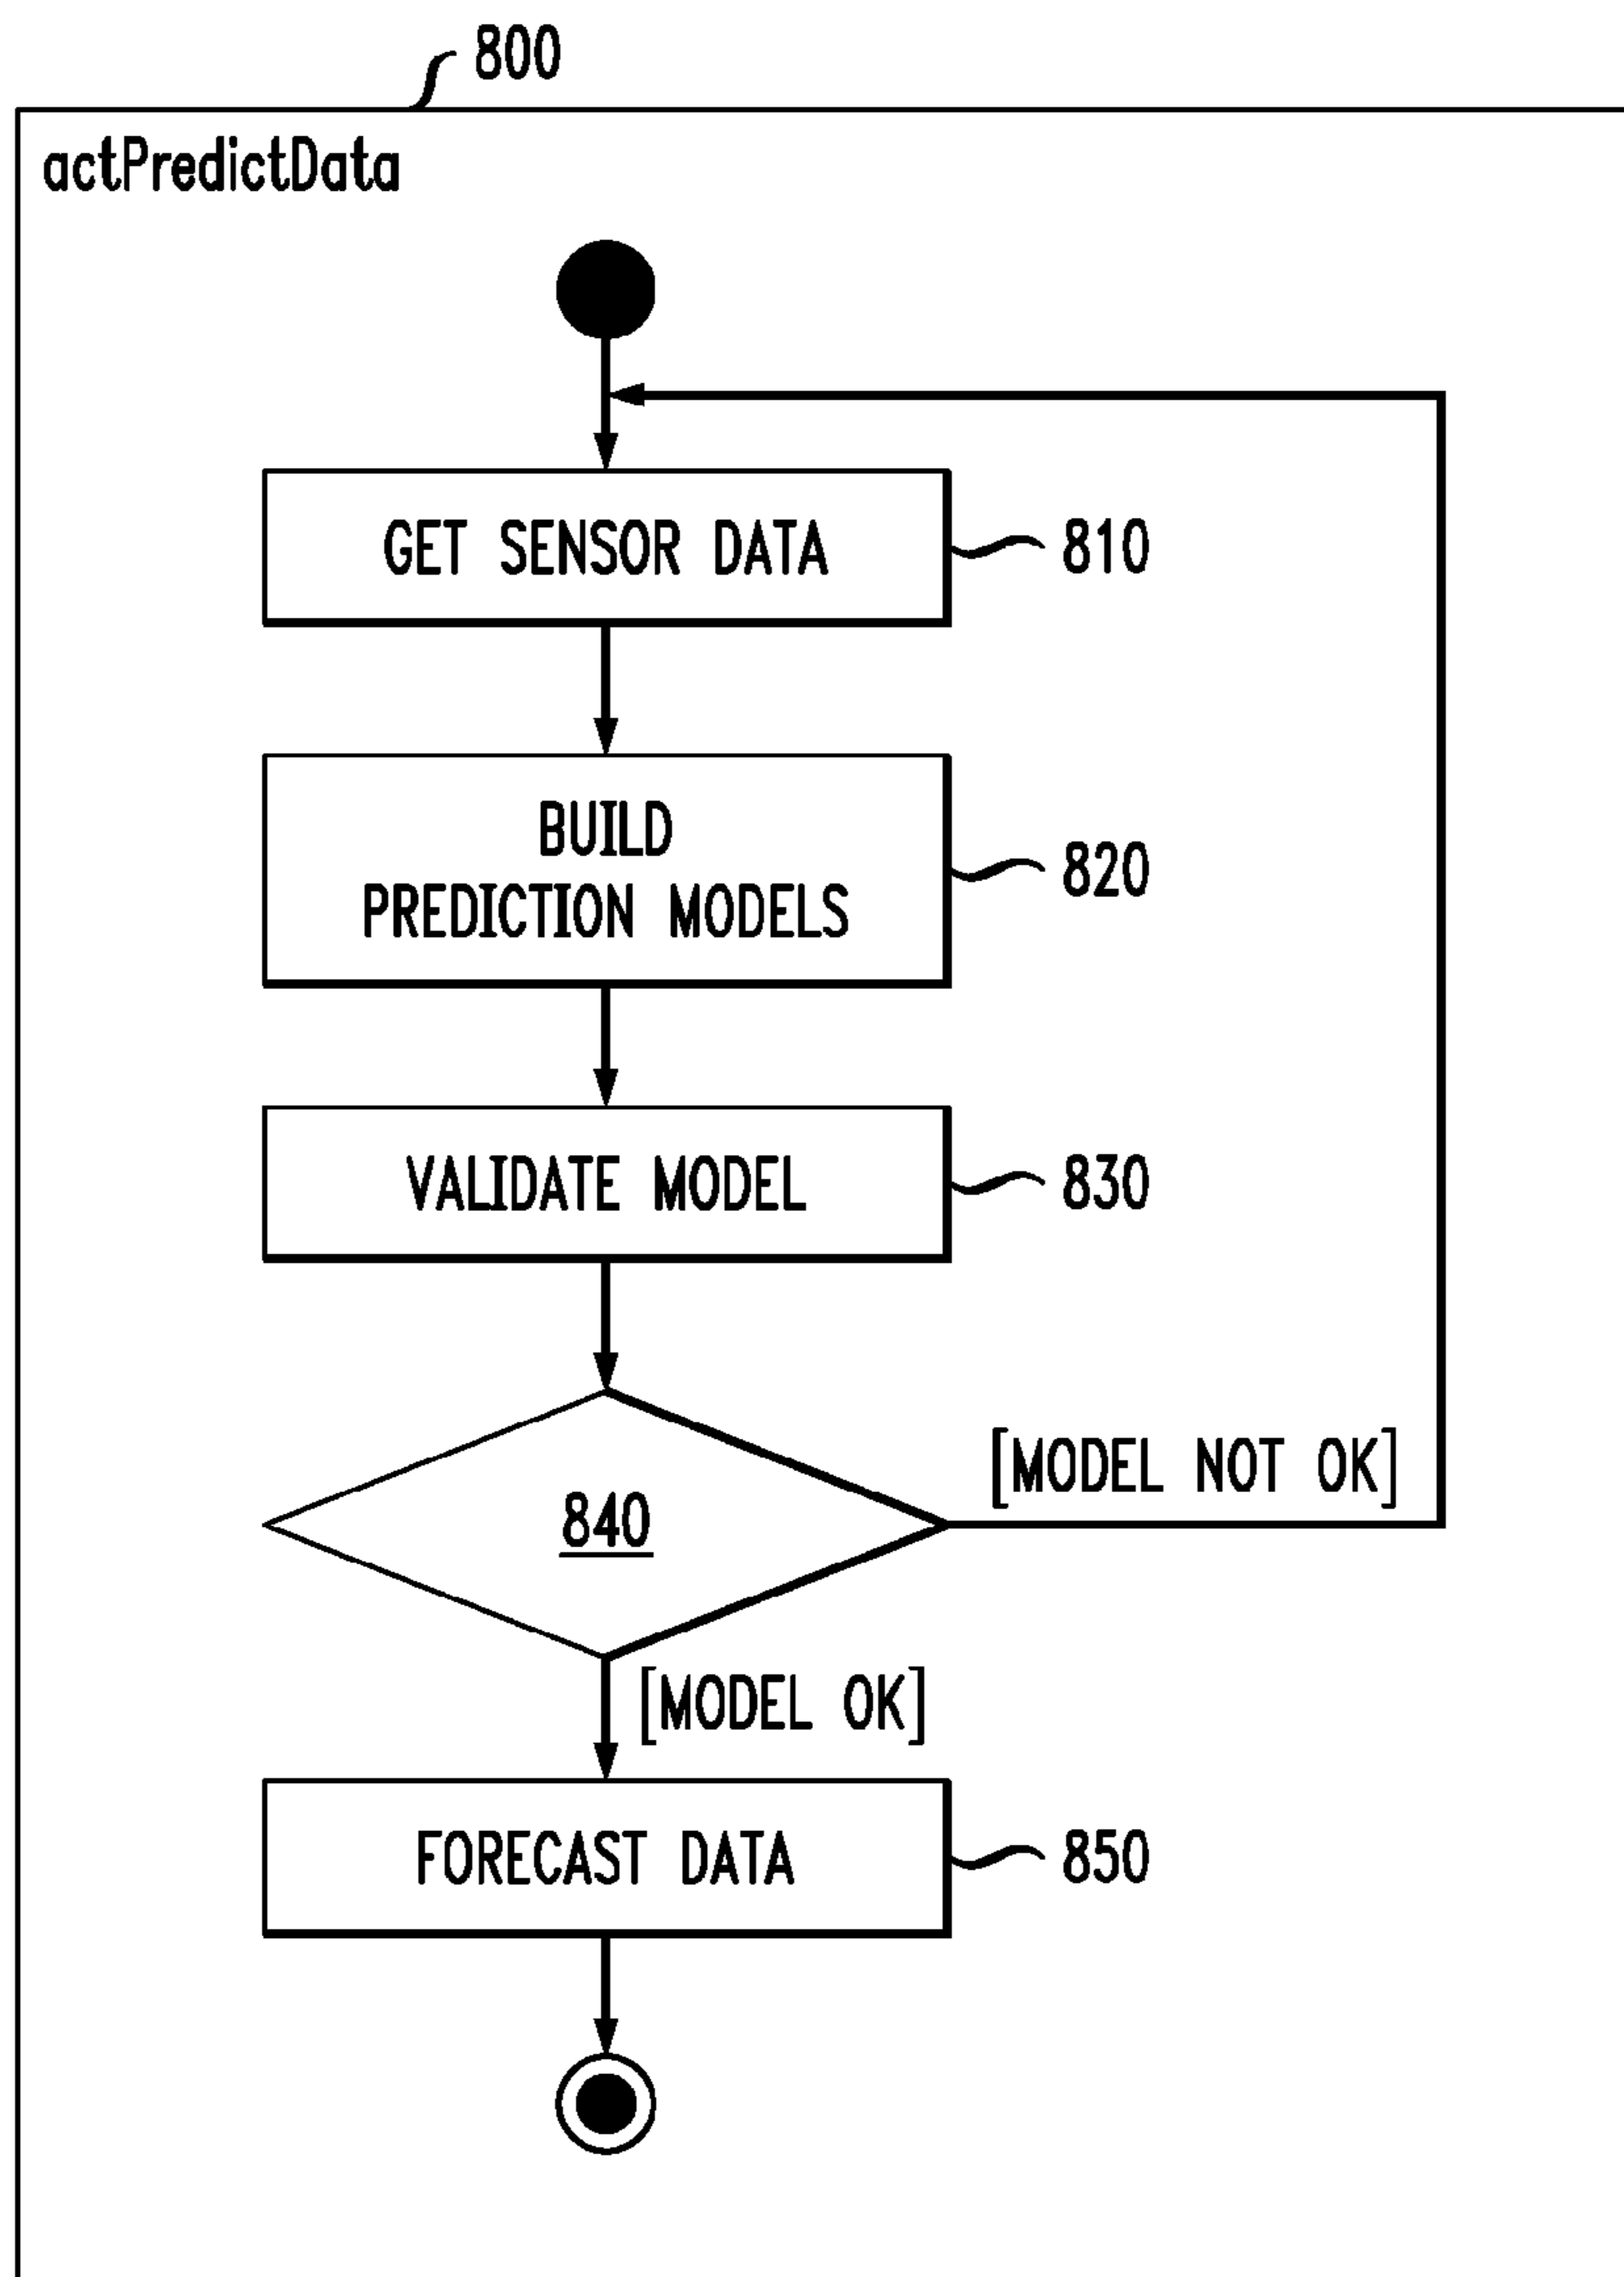 800
actPredictData
GET SENSOR DATA
810
BUILD
PREDICTION MODELS
820
VALIDATE MODEL
830
840
[MODEL NOT OK]
[MODEL OK]
FORECAST DATA
850